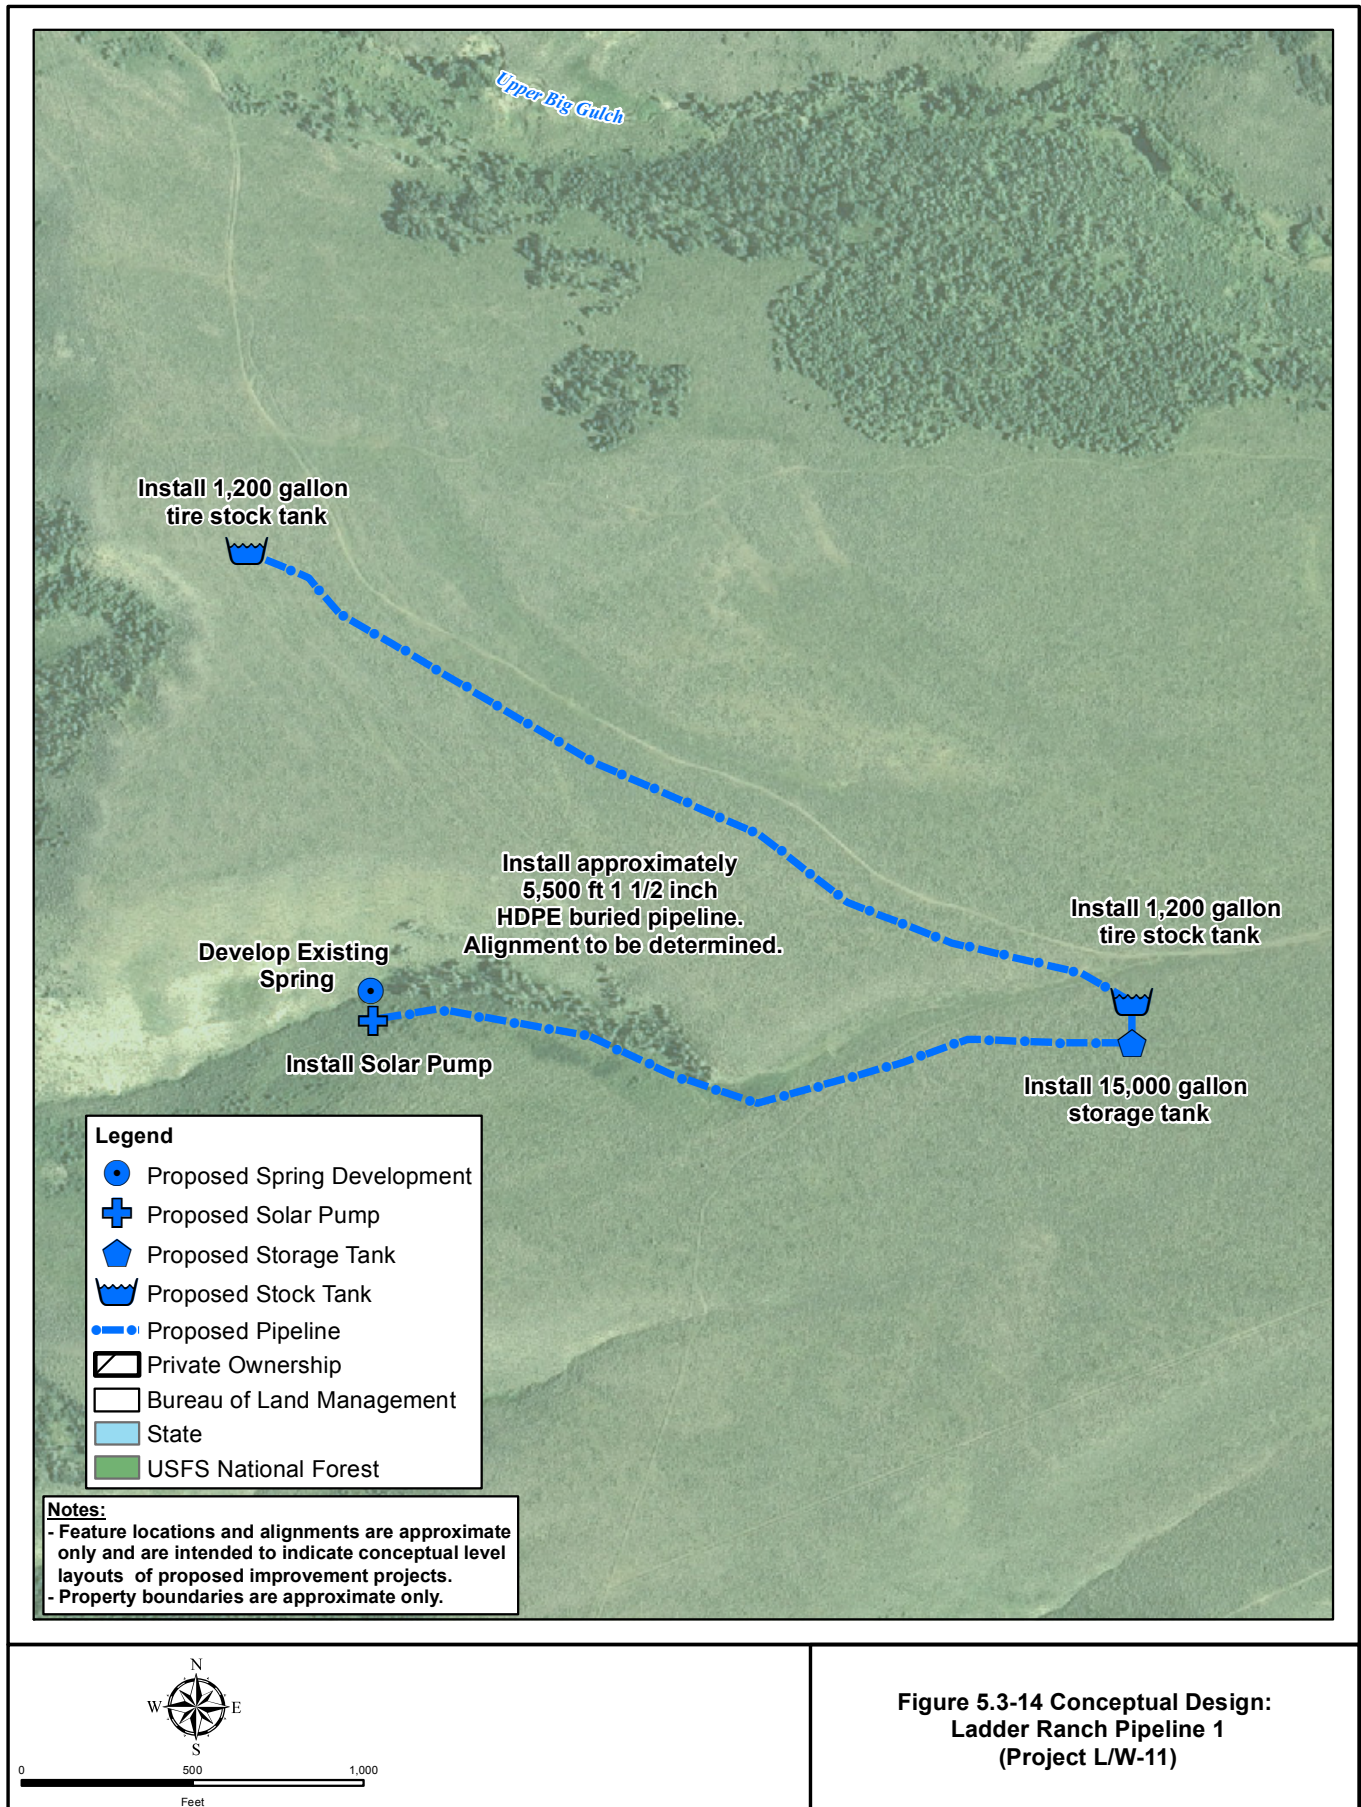 Upper Big Gulch
Install 1,200 gallon
tire stock tank
Install approximately
5,500 ft 1 1/2 inch
HDPE buried pipeline.
Alignment to be determined.
Install 1,200 gallon
tire stock tank
Develop Existing
Spring
Install Solar Pump
Install 15,000 gallon
storage tank
Legend
Proposed Spring Development
Proposed Solar Pump
Proposed Storage Tank
Proposed Stock Tank
Proposed Pipeline
Private Ownership
Bureau of Land Management
State
USFS National Forest
Notes:
- Feature locations and alignments are approximate
only and are intended to indicate conceptual level
layouts of proposed improvement projects.
- Property boundaries are approximate only.
N
W E
S
0 500 1,000
Feet
Figure 5.3-14 Conceptual Design:
Ladder Ranch Pipeline 1
(Project L/W-11)